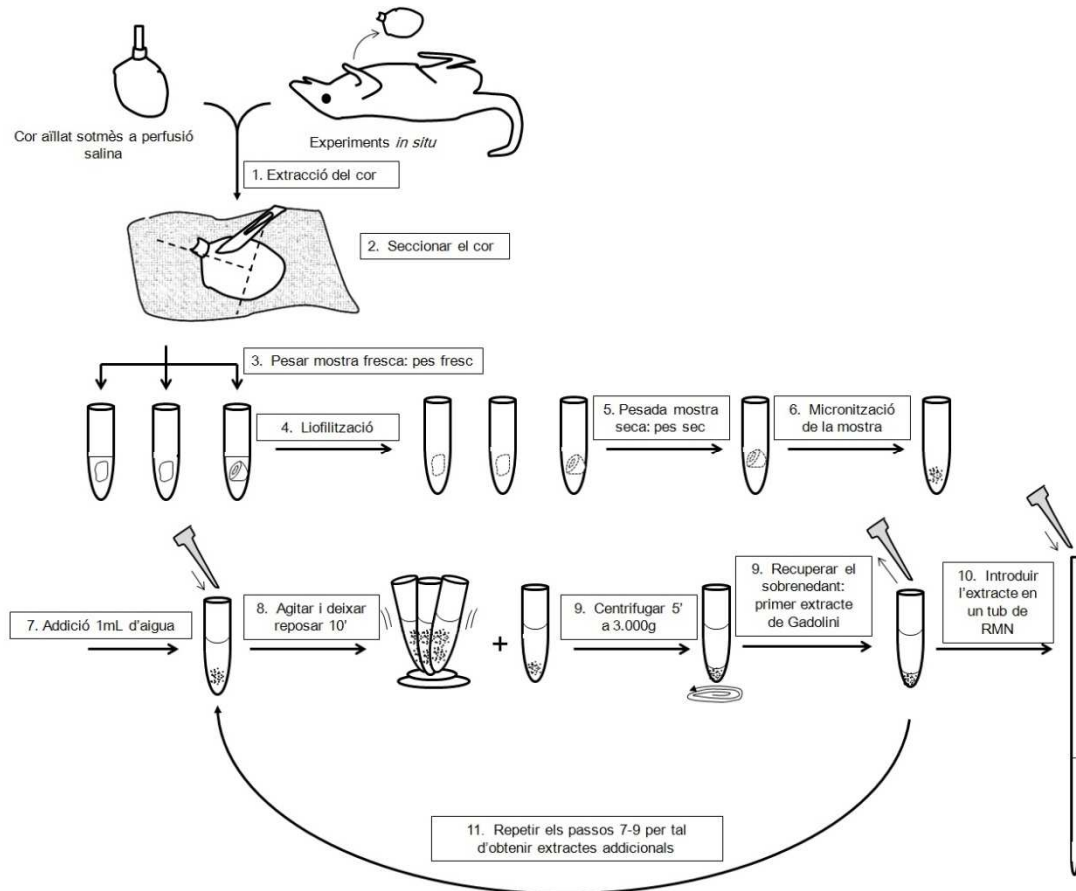 Cor aïllat sotmès a perfusió
salina
Experiments in situ
1. Extracció del cor
2. Seccionar el cor
3. Pesar mostra fresca: pes fresc
4. Liofilització
5. Pesada mostra
seca: pes sec
6. Micronització
de la mostra
7. Addició 1mL d'aigua
8. Agitar i deixar
reposar 10'
+
9. Centrifugar 5'
a 3.000g
9. Recuperar el
sobrenedant:
primer extracte
de Gadolini
10. Introduir
l'extracte en
un tub de
RMN
11. Repetir els passos 7-9 per tal
d'obtenir extractes addicionals